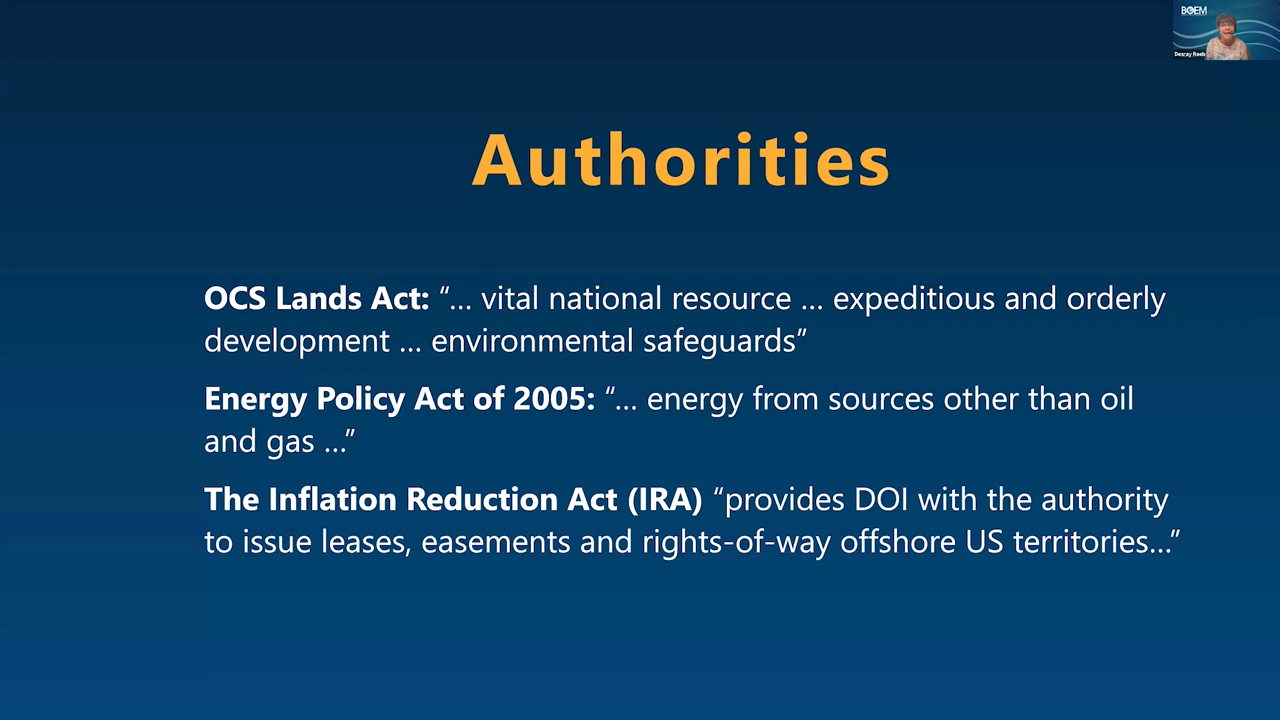 BOEM
Desray Reeb
Authorities
OCS Lands Act: “... vital national resource ... expeditious and orderly
development ... environmental safeguards”
Energy Policy Act of 2005: “... energy from sources other than oil
and gas ...”
The Inflation Reduction Act (IRA) “provides DOI with the authority
to issue leases, easements and rights-of-way offshore US territories...”